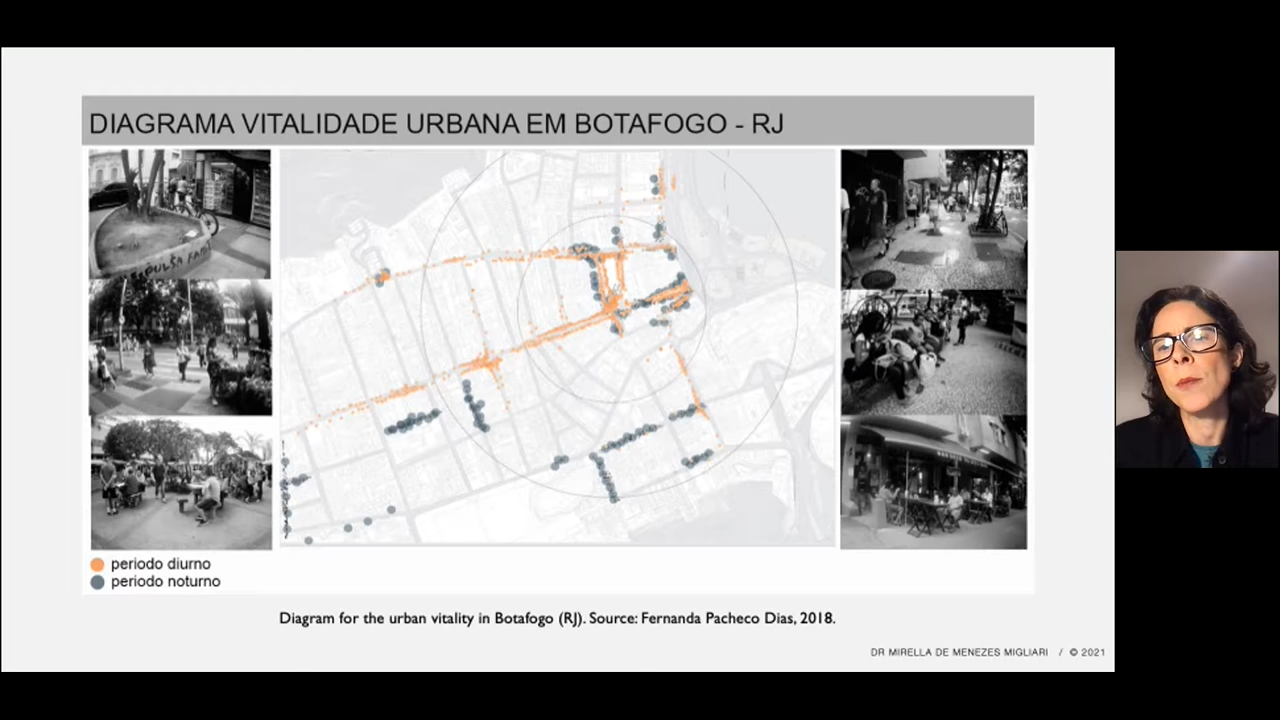 DIAGRAMA VITALIDADE URBANA EM BOTAFOGO - RJ
periodo diurno
periodo noturno
Diagram for the urban vitality in Botafogo (RJ). Source: Fernanda Pacheco Dias, 2018.
DR MIRELLA DE MENEZES MIGLIARI / © 2021